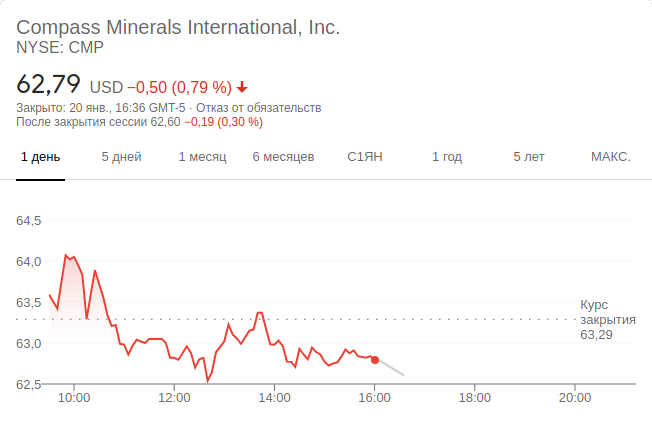 Compass Minerals International, Inc.
NYSE: CMP
62,79 USD −0,50 (0,79 %)
Закрыто: 20 янв., 16:36 GMT-5 · Отказ от обязательств
После закрытия сессии 62,60 −0,19 (0,30 %)
1 день 5 дней 1 месяц 6 месяцев С1ЯН 1 год 5 лет МАКС.
64,5
64,0
63,5
Курс
закрытия
63,29
63,0
62,5
10:00 12:00 14:00 16:00 18:00 20:00